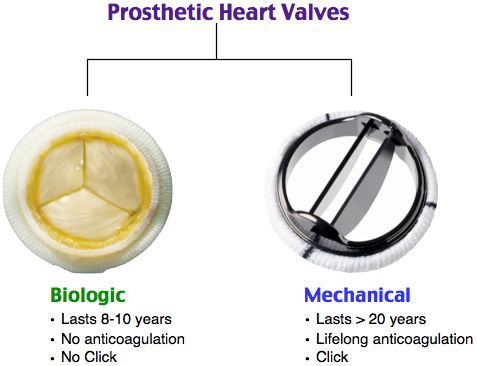 Prosthetic Heart Valves
Biologic
• Lasts 8-10 years
• No anticoagulation
• No Click
Mechanical
• Lasts > 20 years
• Lifelong anticoagulation
• Click